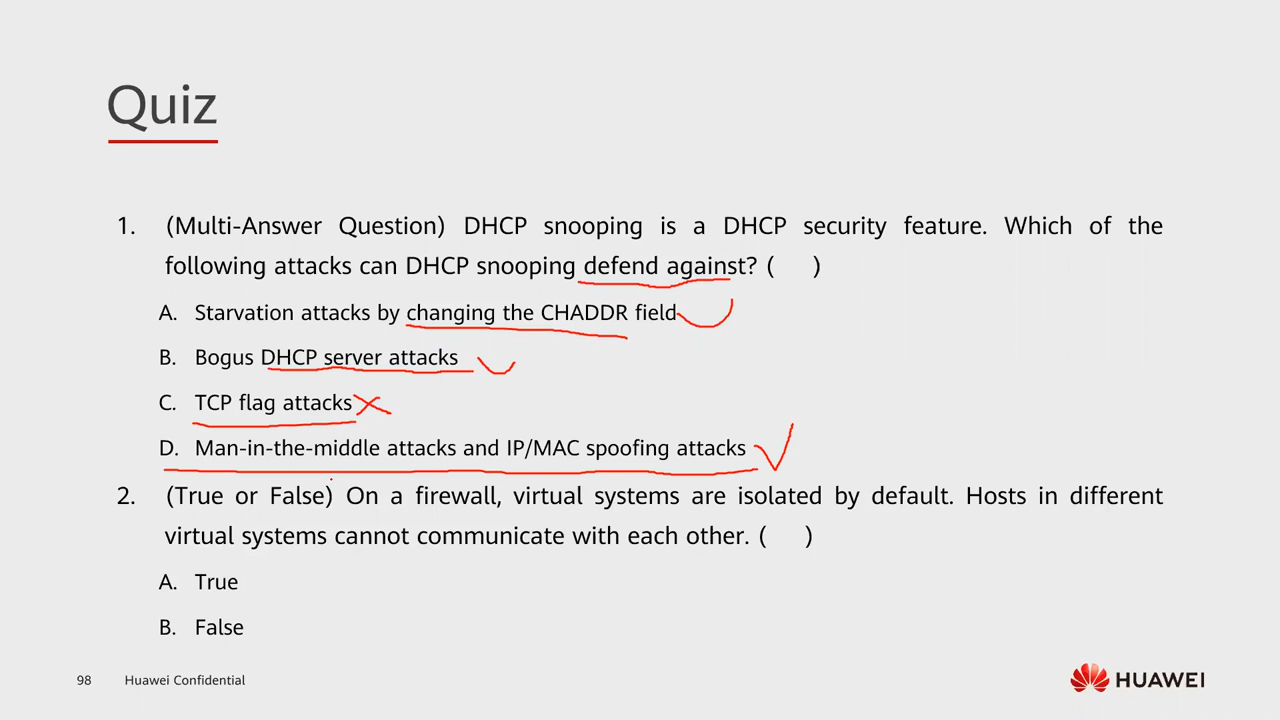 Quiz
1. (Multi-Answer Question) DHCP snooping is a DHCP security feature. Which of the
following attacks can DHCP snooping defend against? (    )
A. Starvation attacks by changing the CHADDR field
B. Bogus DHCP server attacks
C. TCP flag attacks
D. Man-in-the-middle attacks and IP/MAC spoofing attacks
2. (True or False) On a firewall, virtual systems are isolated by default. Hosts in different
virtual systems cannot communicate with each other. (    )
A. True
B. False
98 Huawei Confidential
HUAWEI